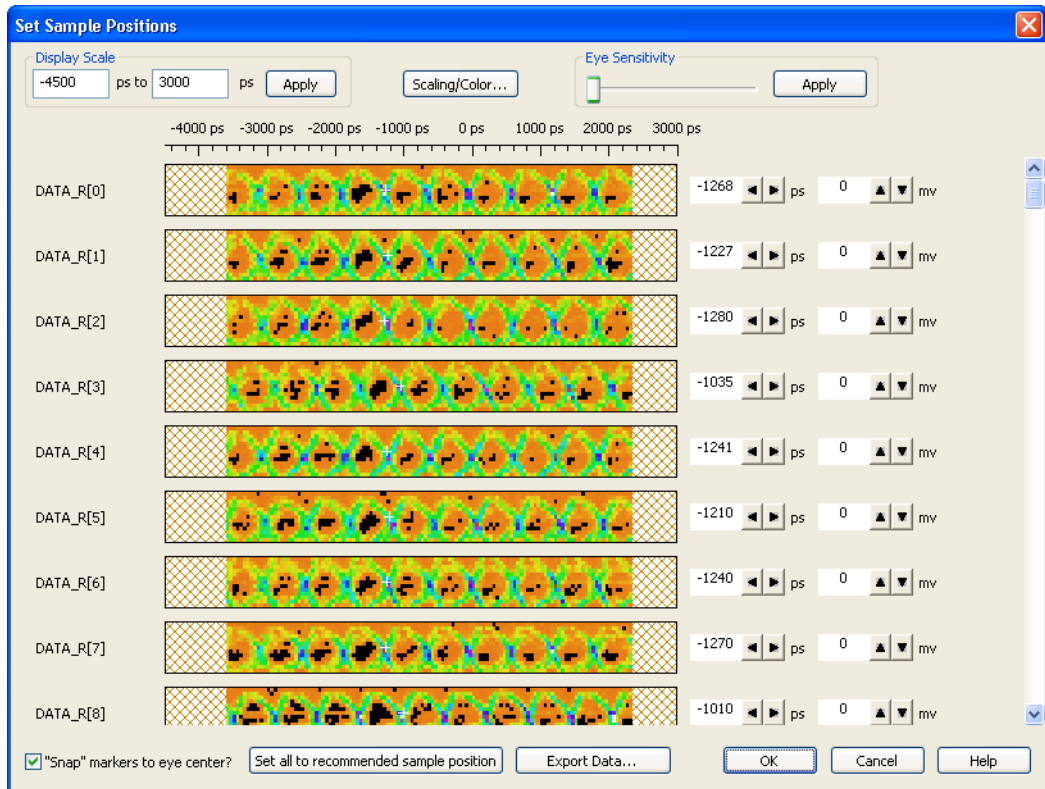 Set Sample Positions
Display Scale
Eye Sensitivity
-4500 ps to 3000 ps Apply Scaling/Color... Apply
-4000 ps -3000 ps -2000 ps -1000 ps 0 ps 1000 ps 2000 ps 3000 ps
DATA_R[0] -1268 ps 0 mv
DATA_R[1] -1227 ps 0 mv
DATA_R[2] -1280 ps 0 mv
DATA_R[3] -1035 ps 0 mv
DATA_R[4] -1241 ps 0 mv
DATA_R[5] -1210 ps 0 mv
DATA_R[6] -1240 ps 0 mv
DATA_R[7] -1270 ps 0 mv
DATA_R[8] -1010 ps 0 mv
"Snap" markers to eye center? Set all to recommended sample position Export Data... OK Cancel Help